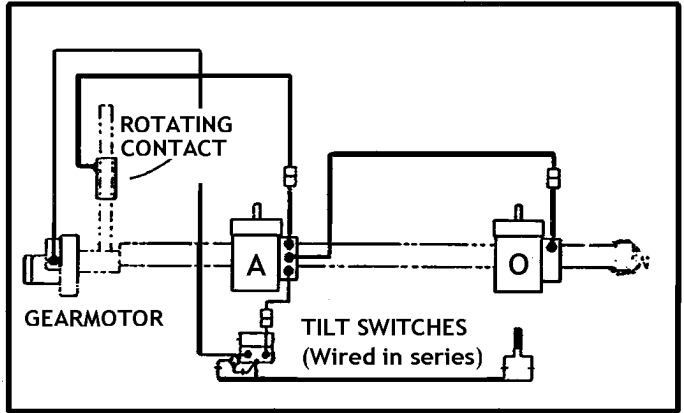 ROTATING
CONTACT
A
O
GEARMOTOR
TILT SWITCHES
(Wired in series)